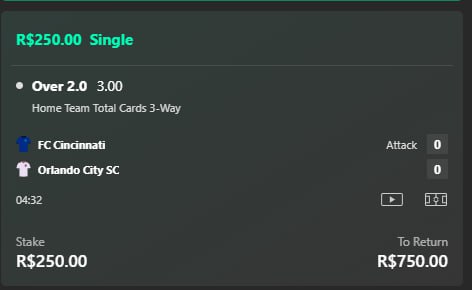 R$250.00 Single
Over 2.0 3.00
Home Team Total Cards 3-Way
FC Cincinnati Attack 0
Orlando City SC 0
04:32
Stake To Return
R$250.00 R$750.00